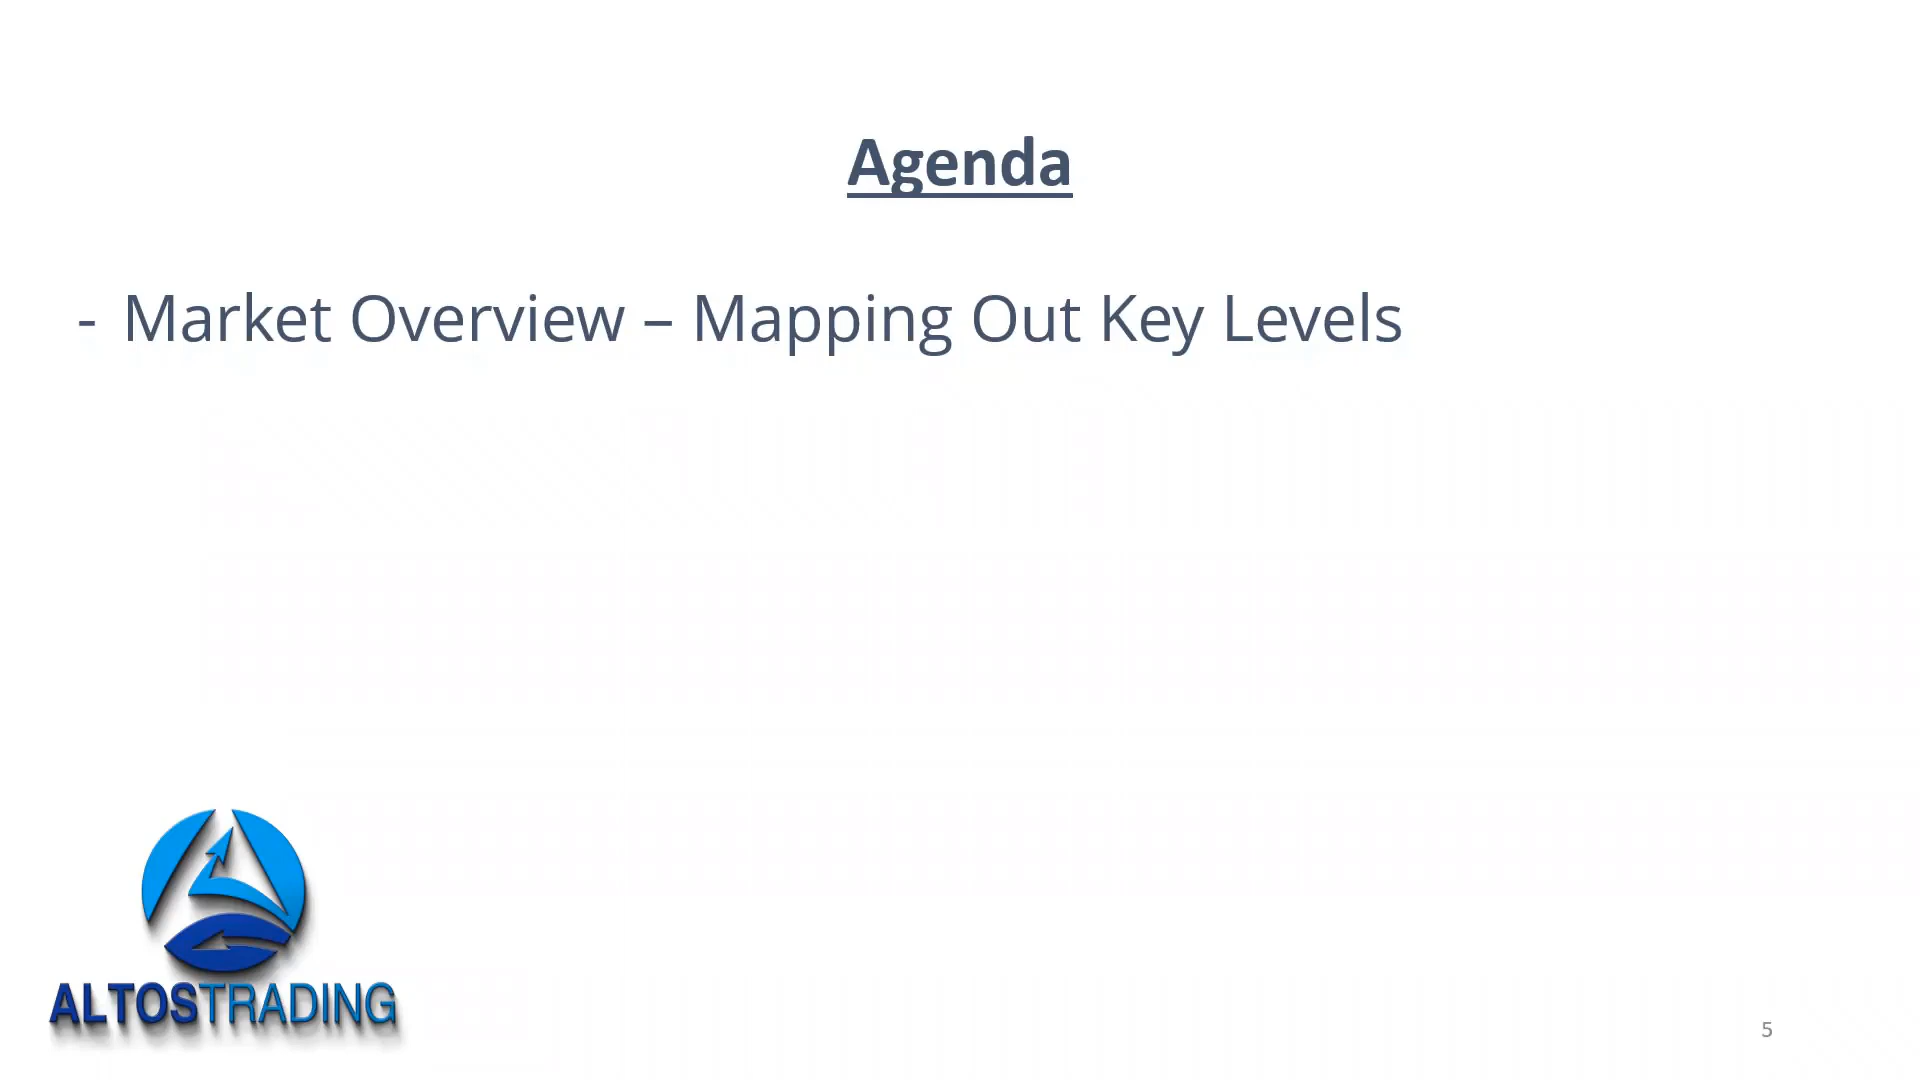 Agenda
- Market Overview – Mapping Out Key Levels
ALTOSTRADING
5